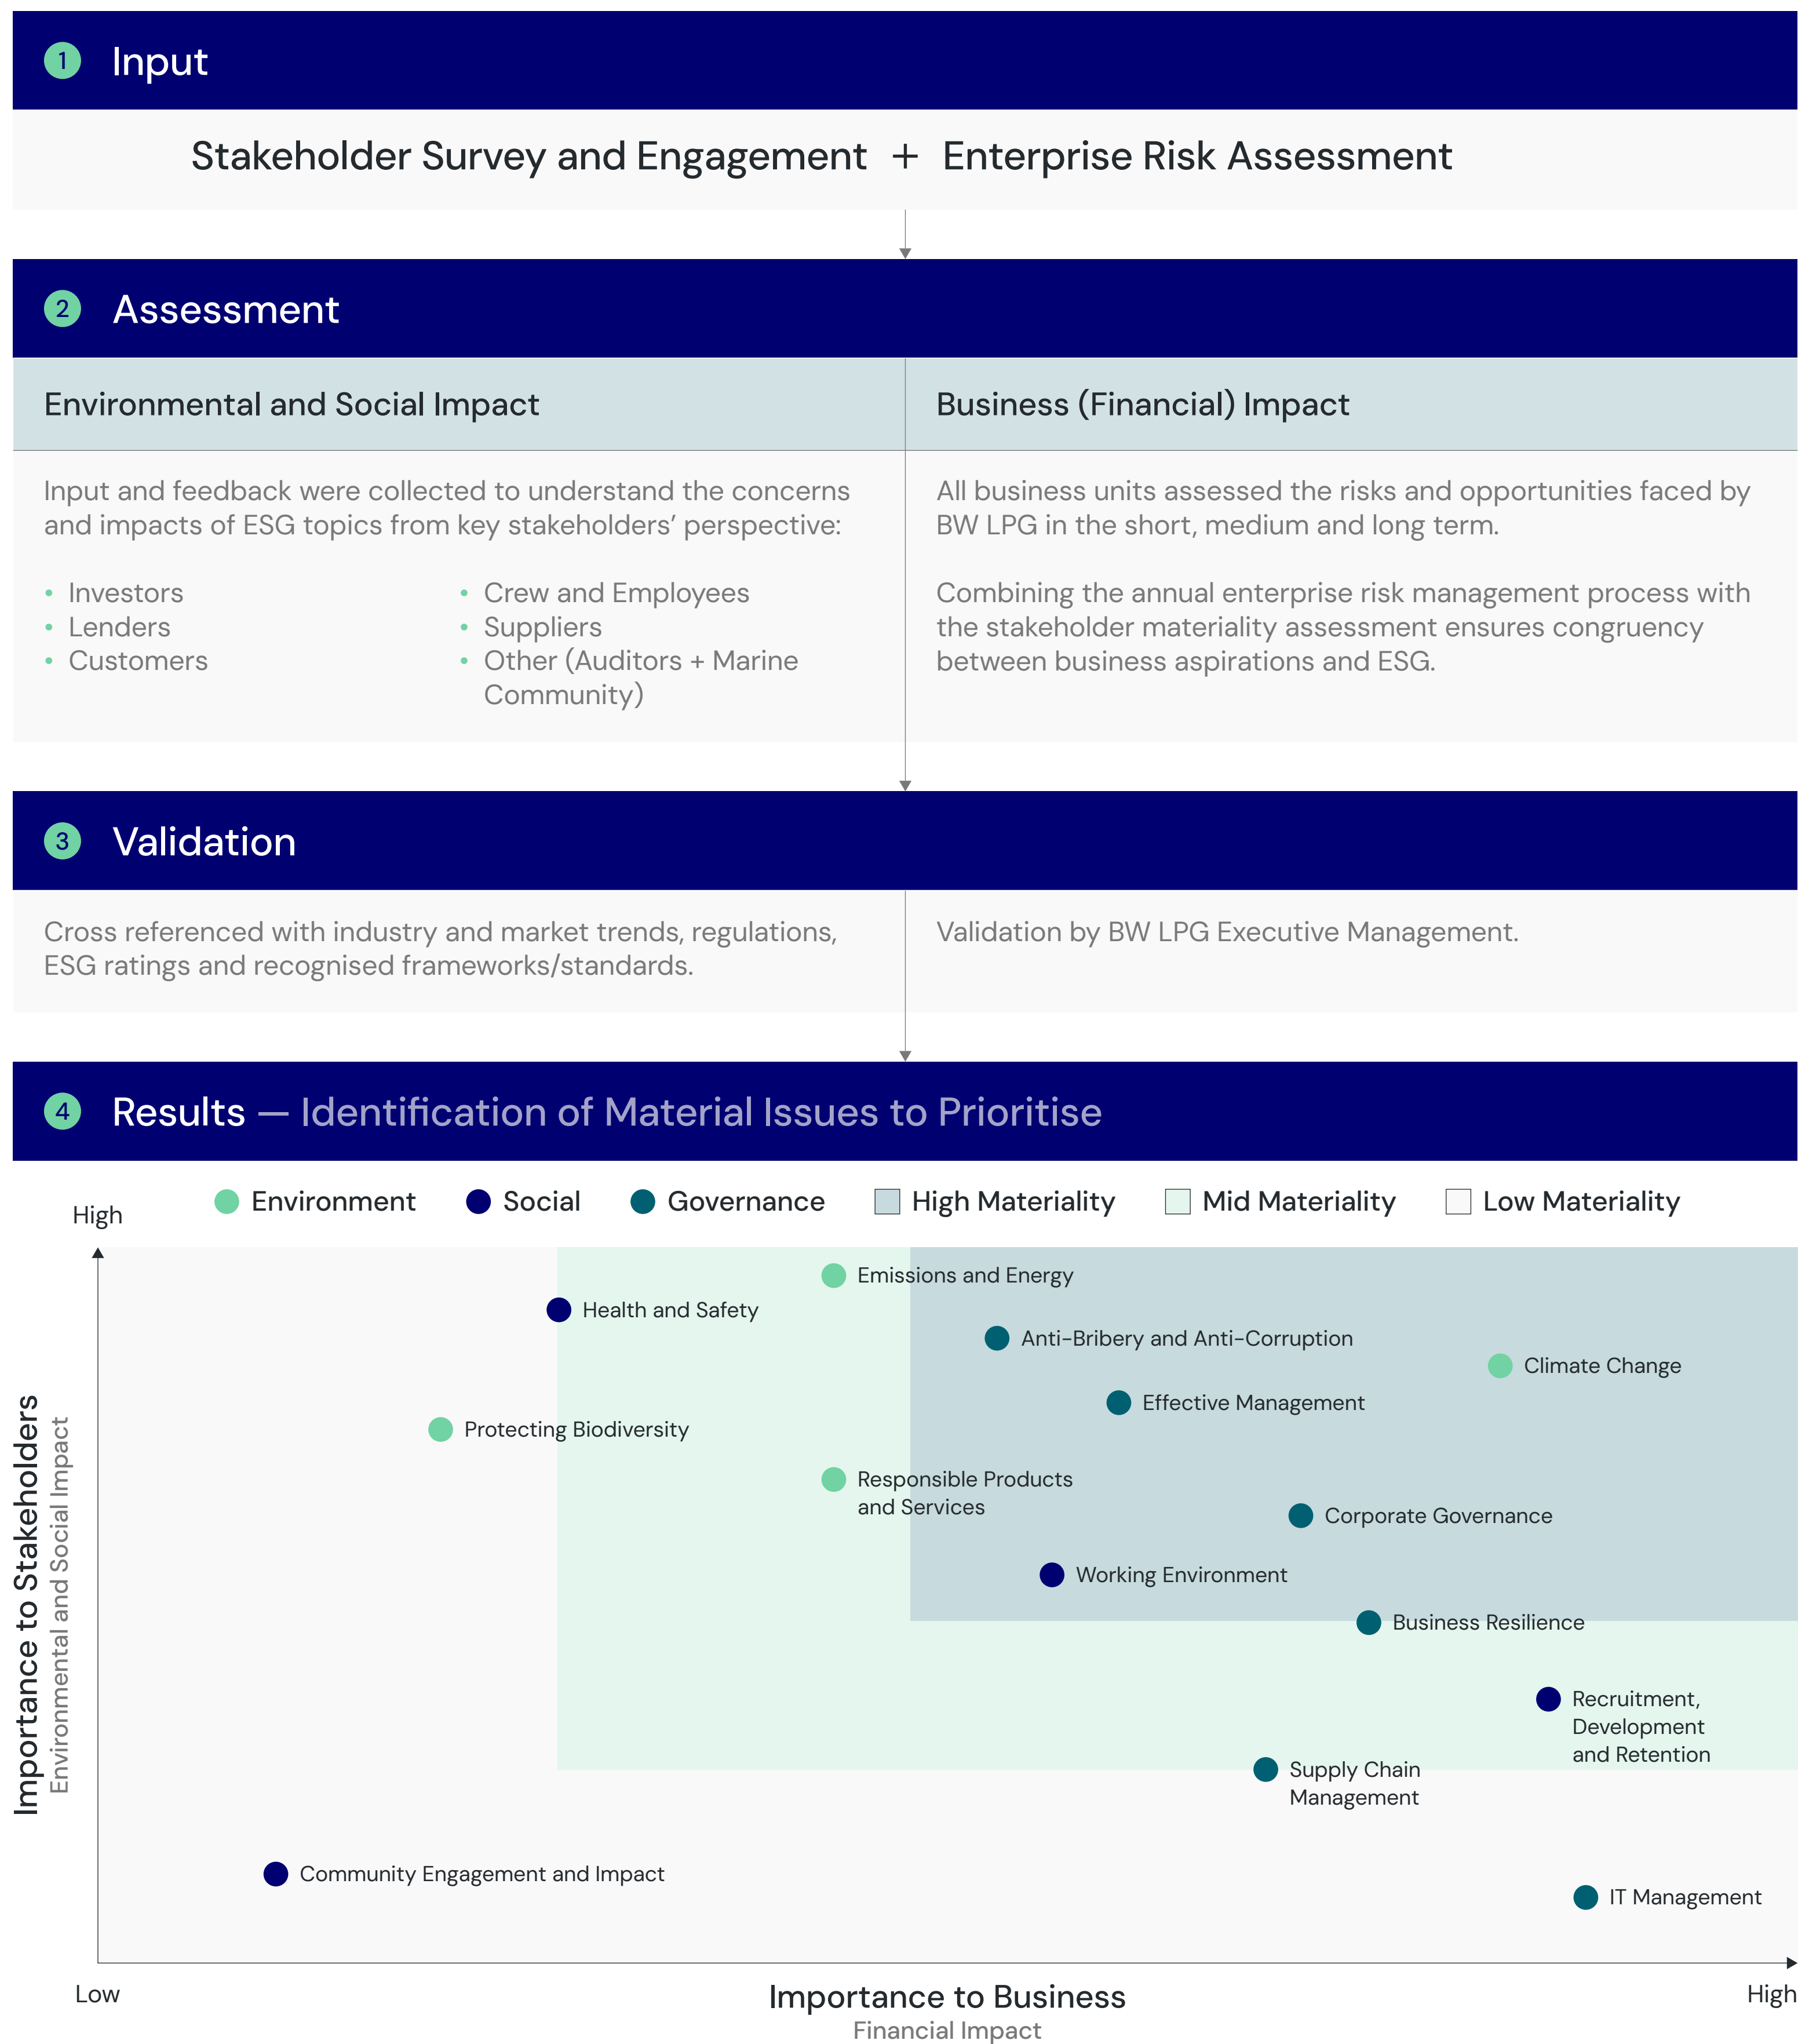 1 Input
Stakeholder Survey and Engagement + Enterprise Risk Assessment
2 Assessment
Environmental and Social Impact
Input and feedback were collected to understand the concerns
and impacts of ESG topics from key stakeholders’ perspective:
• Investors
• Lenders
• Customers
• Crew and Employees
• Suppliers
• Other (Auditors + Marine
Community)
Business (Financial) Impact
All business units assessed the risks and opportunities faced by
BW LPG in the short, medium and long term.
Combining the annual enterprise risk management process with
the stakeholder materiality assessment ensures congruency
between business aspirations and ESG.
3 Validation
Cross referenced with industry and market trends, regulations,
ESG ratings and recognised frameworks/standards.
Validation by BW LPG Executive Management.
4 Results — Identification of Material Issues to Prioritise
Environment
Social
Governance
High Materiality
Mid Materiality
Low Materiality
High
Importance to Stakeholders
Environmental and Social Impact
Emissions and Energy
Health and Safety
Anti-Bribery and Anti-Corruption
Climate Change
Effective Management
Protecting Biodiversity
Responsible Products
and Services
Corporate Governance
Working Environment
Business Resilience
Recruitment,
Development
and Retention
Supply Chain
Management
Community Engagement and Impact
IT Management
Low
Importance to Business
Financial Impact
High